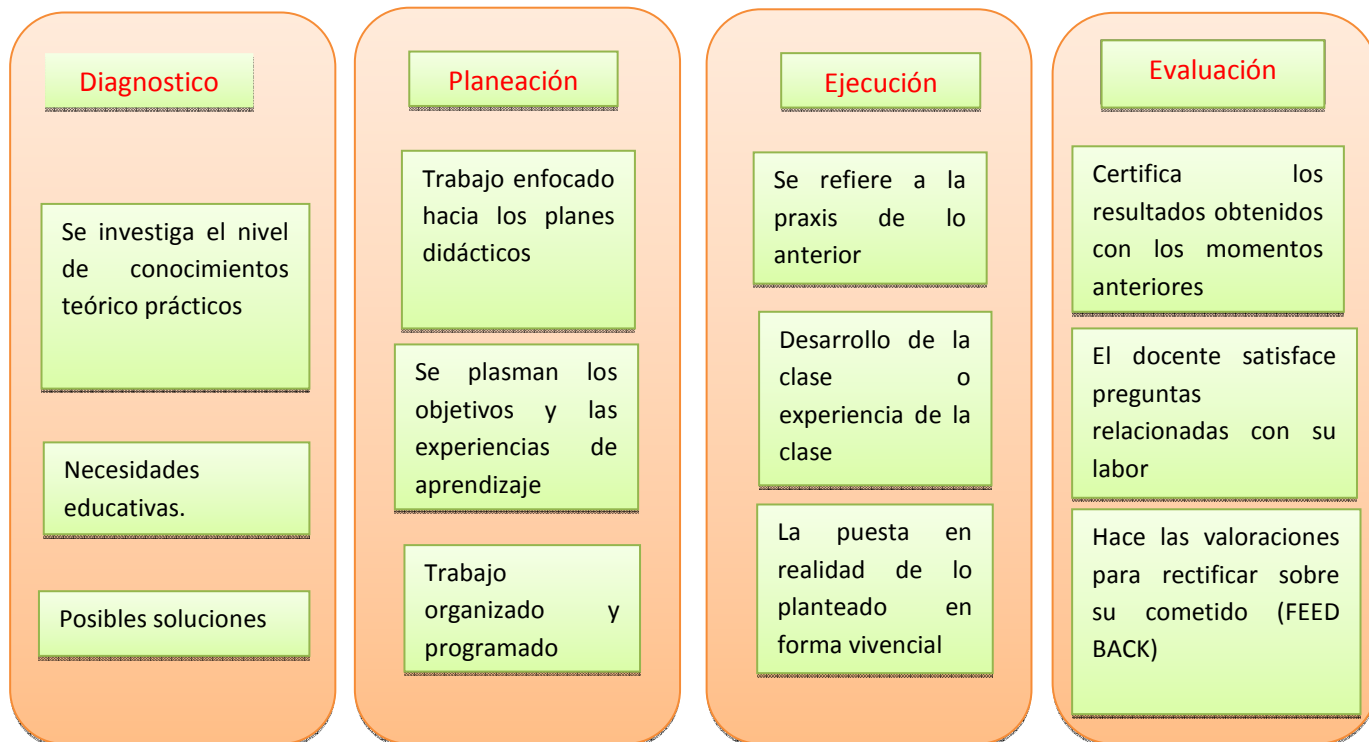 Diagnostico
Se investiga el nivel
de conocimientos
teórico prácticos
Necesidades
educativas.
Posibles soluciones
Planeación
Trabajo enfocado
hacia los planes
didácticos
Se plasman los
objetivos y las
experiencias de
aprendizaje
Trabajo
organizado y
programado
Ejecución
Se refiere a la
praxis de lo
anterior
Desarrollo de la
clase o
experiencia de la
clase
La puesta en
realidad de lo
planteado en
forma vivencial
Evaluación
Certifica los
resultados obtenidos
con los momentos
anteriores
El docente satisface
preguntas
relacionadas con su
labor
Hace las valoraciones
para rectificar sobre
su cometido (FEED
BACK)